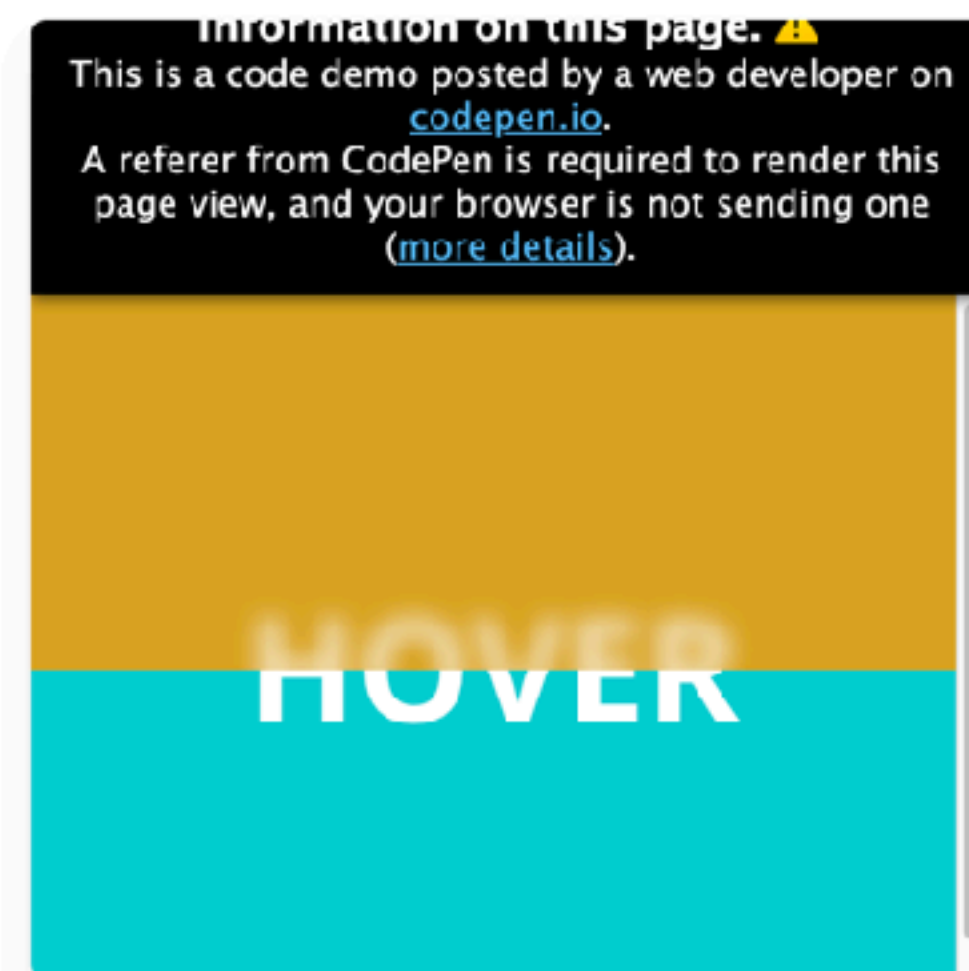 information on this page. ⚠
This is a code demo posted by a web developer on
codepen.io.
A referer from CodePen is required to render this
page view, and your browser is not sending one
(more details).
HOVER